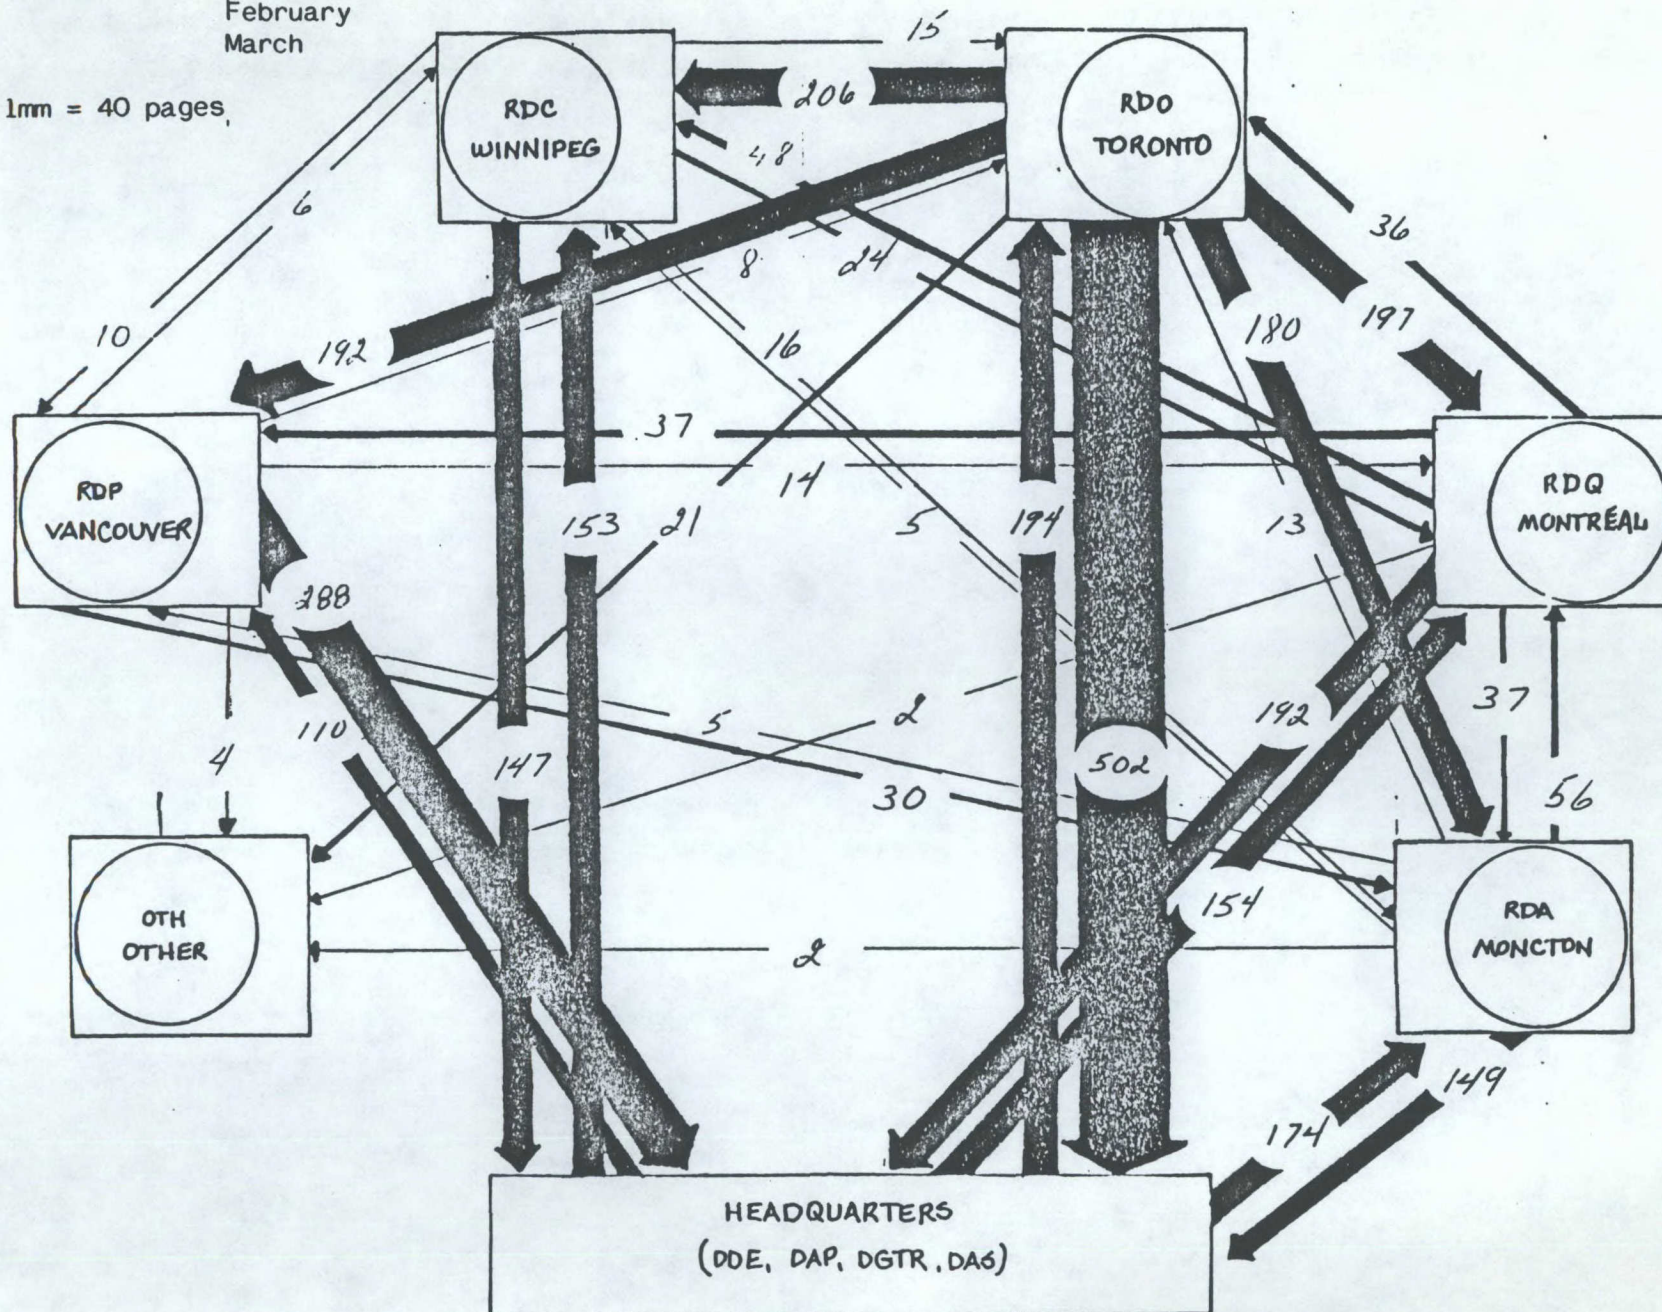 February
March
1mm = 40 pages
15
RDC
WINNIPEG
206
RDO
TORONTO
48
6
36
8
24
10
192
16
180
197
37
14
RDP
VANCOUVER
RDQ
MONTRÉAL
153
21
5
194
13
288
4
110
147
5
2
30
502
192
37
56
154
OTH
OTHER
2
RDA
MONCTON
174
149
HEADQUARTERS
(DDE, DAP, DGTR, DAS)